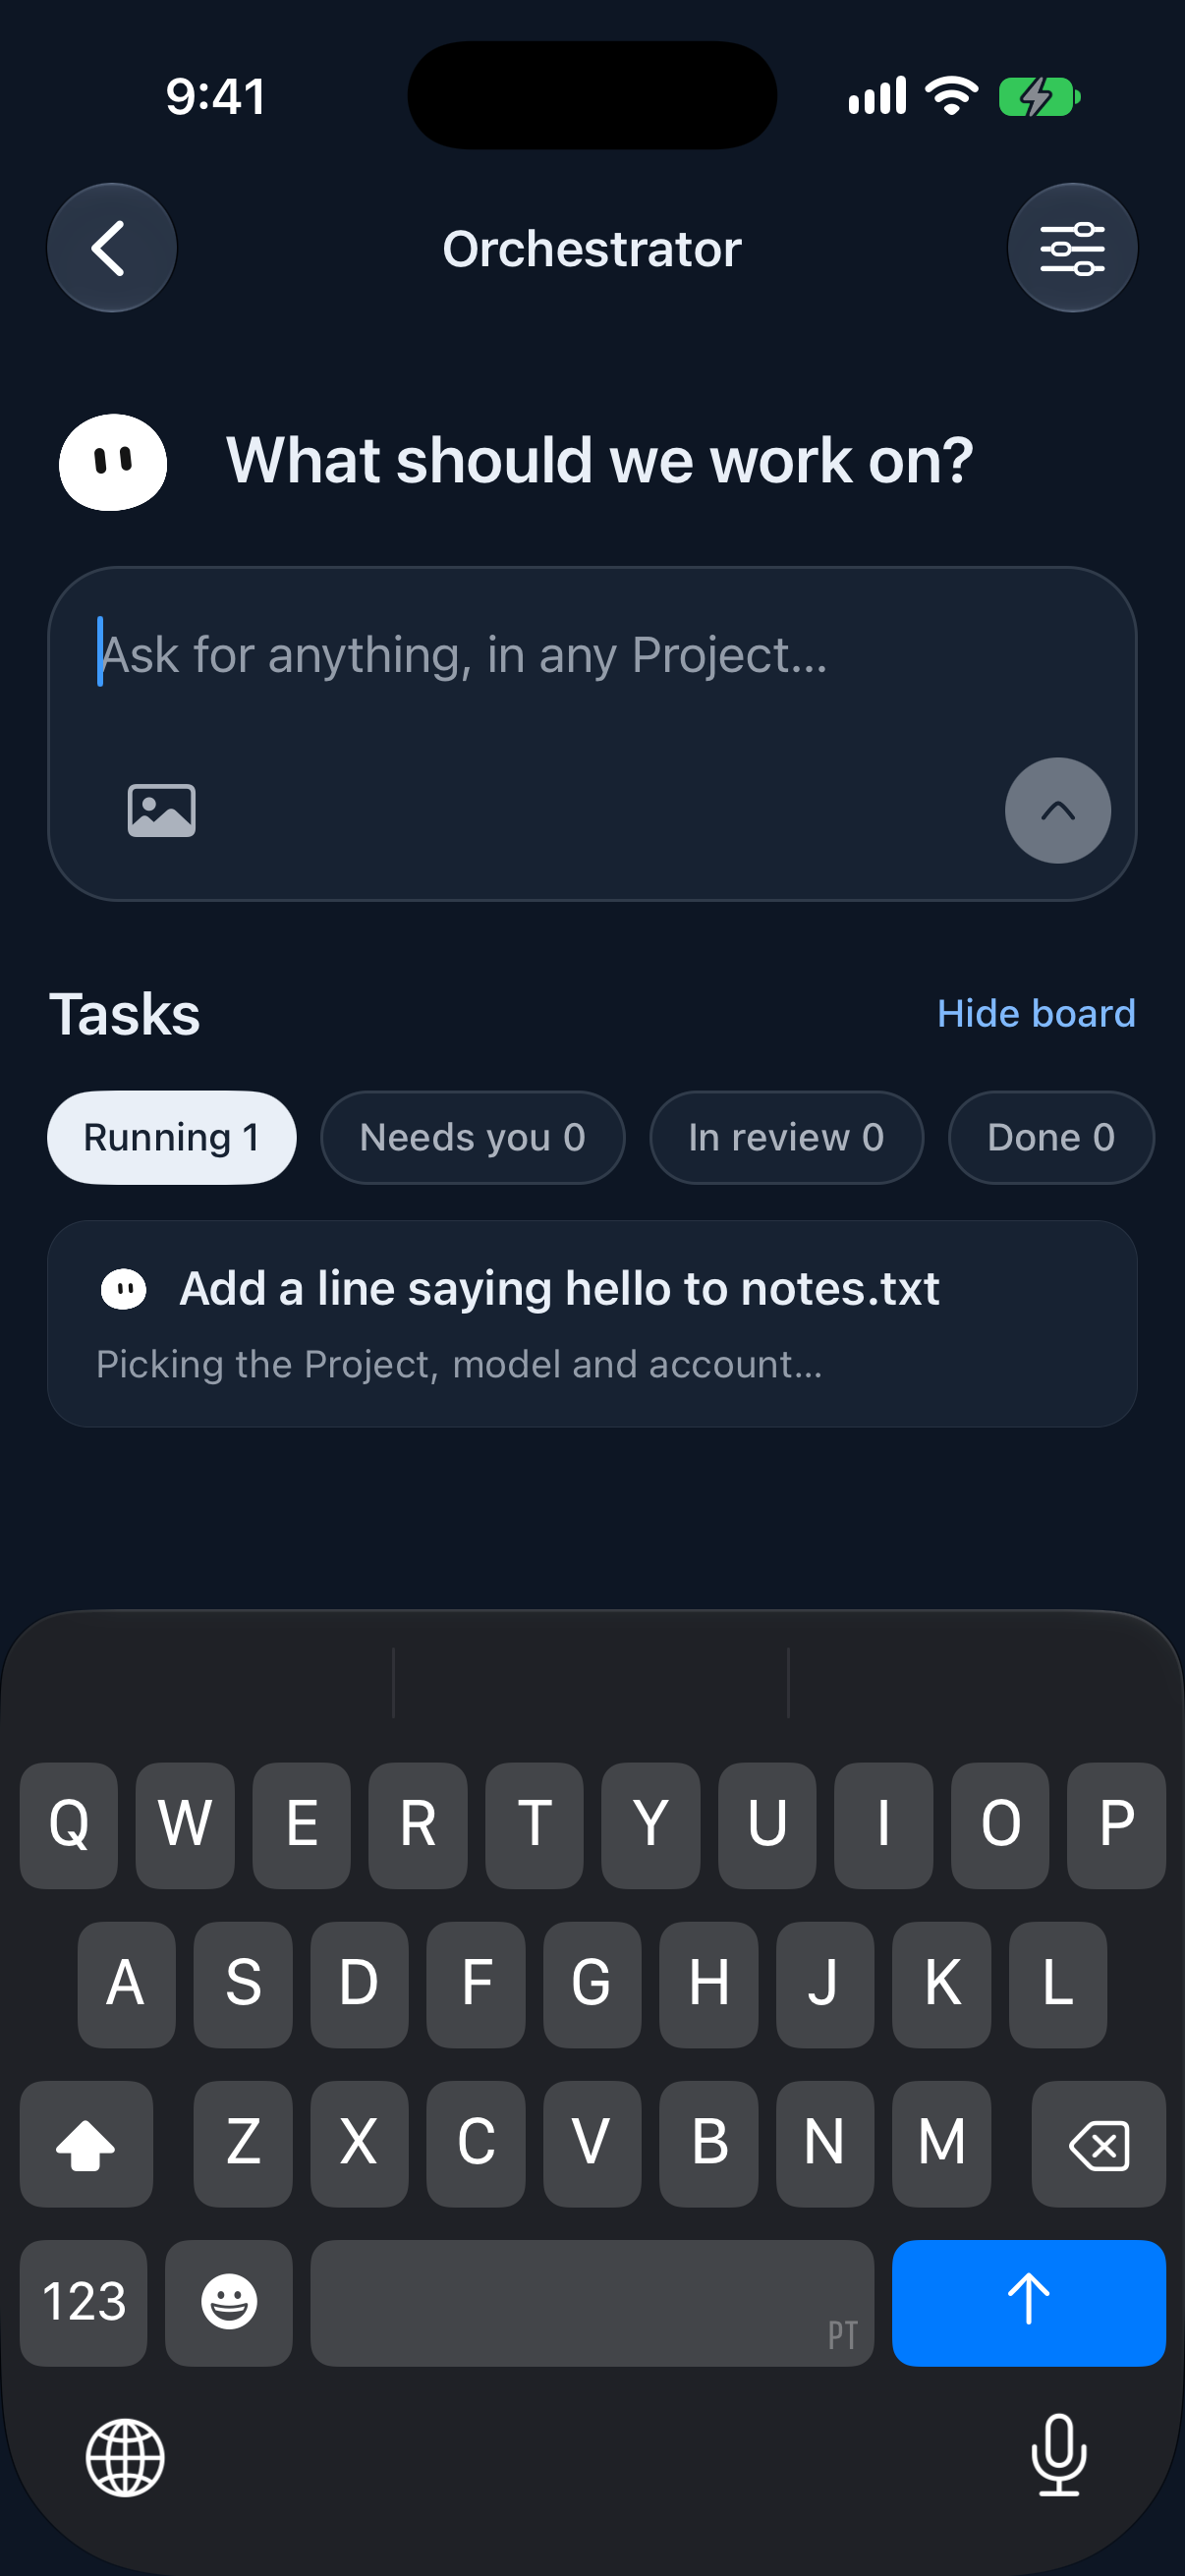 9:41
Orchestrator
What should we work on?
Ask for anything, in any Project...
Tasks
Hide board
Running 1
Needs you 0
In review 0
Done 0
Add a line saying hello to notes.txt
Picking the Project, model and account...
Q W E R T Y U I O P
A S D F G H J K L
Z X C V B N M
123
PT